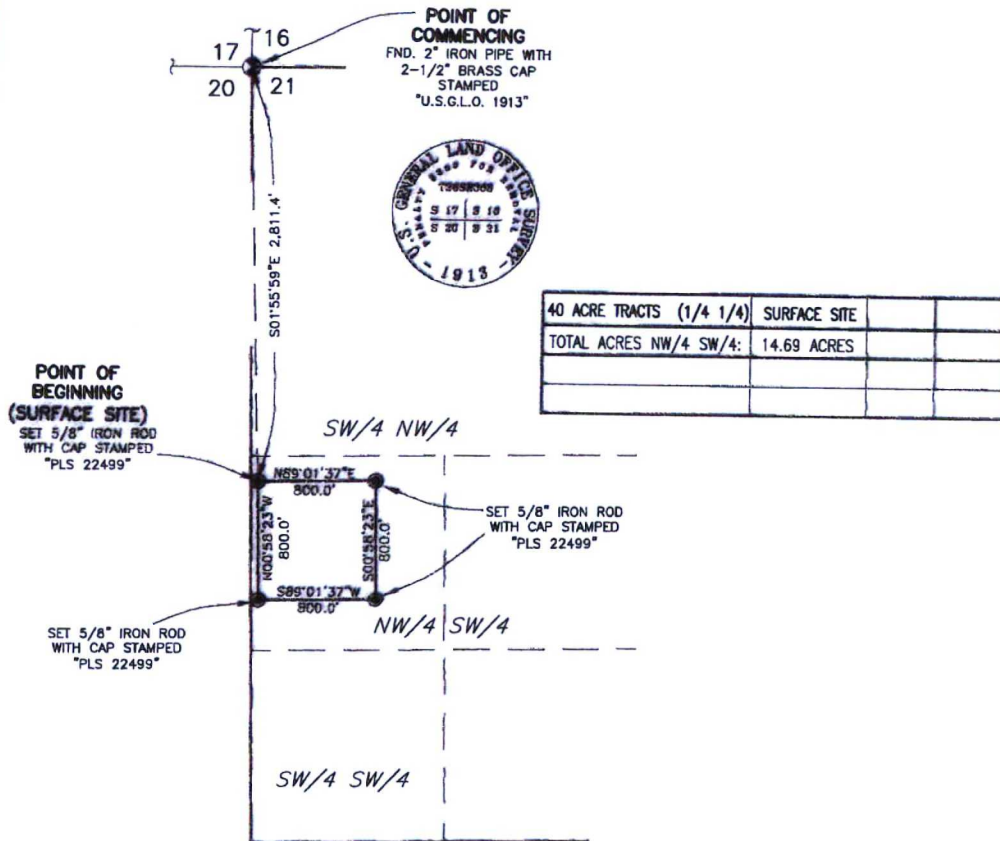 POINT OF
COMMENCING
FND. 2" IRON PIPE WITH
2-1/2" BRASS CAP
STAMPED
"U.S.G.L.O. 1913"
17 16
20 21
U.S. GENERAL LAND OFFICE SURVEY
PENALTY $250 FOR REMOVAL
S 17 S 16
S 20 S 21
- 1913 -
S01°55'59"E 2,811.4'
40 ACRE TRACTS (1/4 1/4) SURFACE SITE
TOTAL ACRES NW/4 SW/4: 14.69 ACRES
POINT OF
BEGINNING
(SURFACE SITE)
SET 5/8" IRON ROD
WITH CAP STAMPED
"PLS 22499"
SW/4 NW/4
N89°01'37"E
800.0'
N00°58'23"W
800.0'
S00°58'23"E
800.0'
S89°01'37"W
800.0'
SET 5/8" IRON ROD
WITH CAP STAMPED
"PLS 22499"
NW/4 SW/4
SET 5/8" IRON ROD
WITH CAP STAMPED
"PLS 22499"
SW/4 SW/4